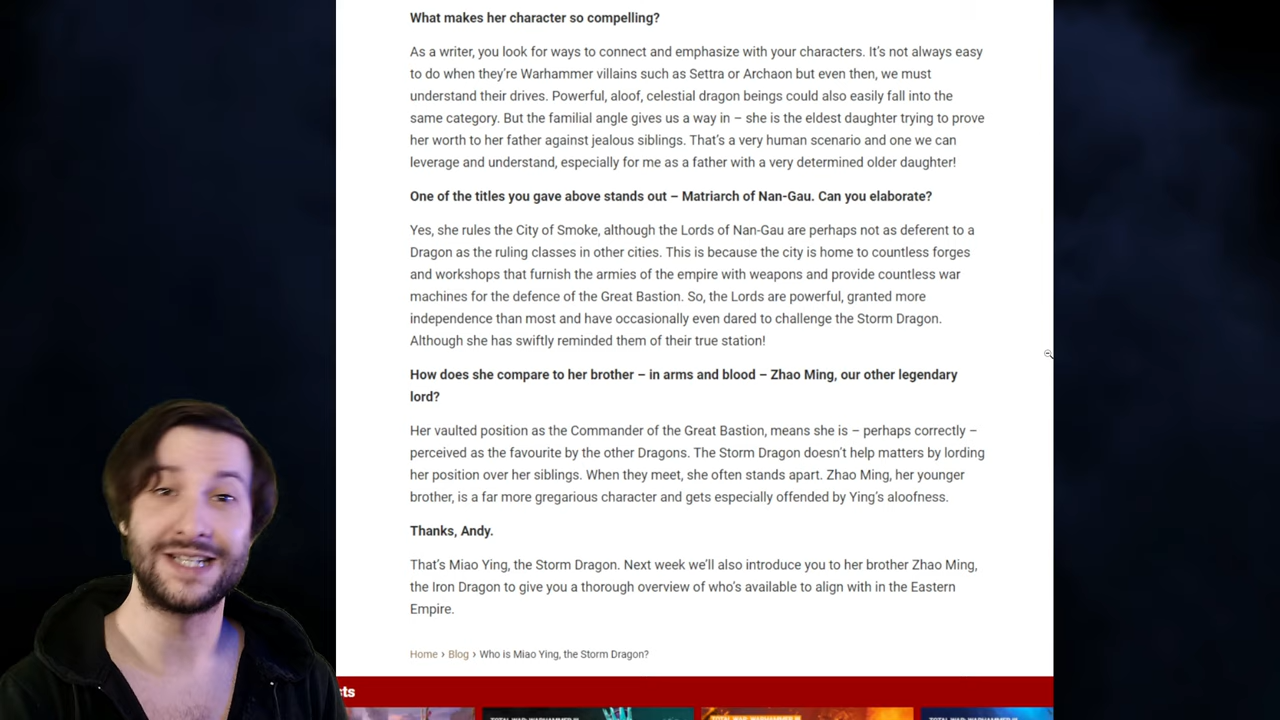 What makes her character so compelling?
As a writer, you look for ways to connect and emphasize with your characters. It's not always easy
to do when they're Warhammer villains such as Settra or Archaon but even then, we must
understand their drives. Powerful, aloof, celestial dragon beings could also easily fall into the
same category. But the familial angle gives us a way in – she is the eldest daughter trying to prove
her worth to her father against jealous siblings. That's a very human scenario and one we can
leverage and understand, especially for me as a father with a very determined older daughter!
One of the titles you gave above stands out – Matriarch of Nan-Gau. Can you elaborate?
Yes, she rules the City of Smoke, although the Lords of Nan-Gau are perhaps not as deferent to a
Dragon as the ruling classes in other cities. This is because the city is home to countless forges
and workshops that furnish the armies of the empire with weapons and provide countless war
machines for the defence of the Great Bastion. So, the Lords are powerful, granted more
independence than most and have occasionally even dared to challenge the Storm Dragon.
Although she has swiftly reminded them of their true station!
How does she compare to her brother – in arms and blood – Zhao Ming, our other legendary
lord?
Her vaulted position as the Commander of the Great Bastion, means she is – perhaps correctly –
perceived as the favourite by the other Dragons. The Storm Dragon doesn't help matters by lording
her position over her siblings. When they meet, she often stands apart. Zhao Ming, her younger
brother, is a far more gregarious character and gets especially offended by Ying's aloofness.
Thanks, Andy.
That's Miao Ying, the Storm Dragon. Next week we'll also introduce you to her brother Zhao Ming,
the Iron Dragon to give you a thorough overview of who's available to align with in the Eastern
Empire.
Home › Blog › Who is Miao Ying, the Storm Dragon?
sts